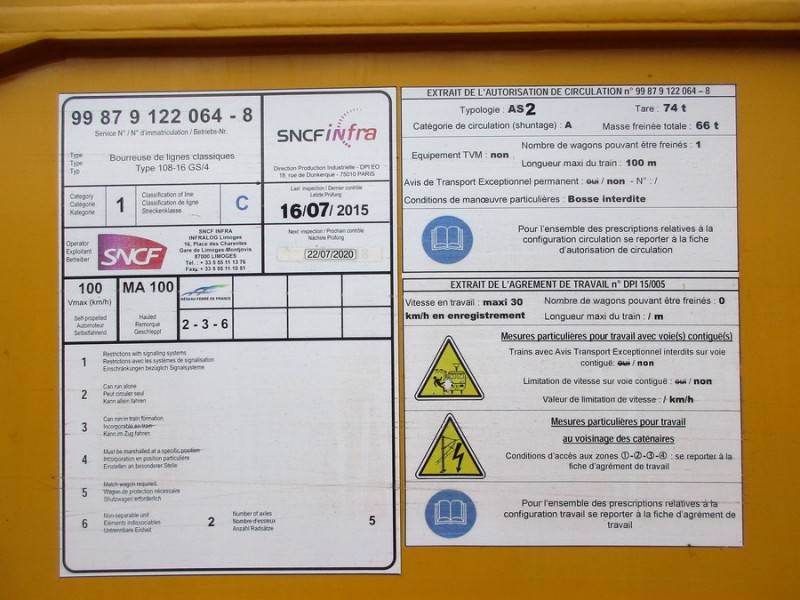 99 87 9 122 064 - 8
Service N° / N° d'immatriculation / Betriebs-Nr.
SNCF infra
Direction Production Industrielle - DPI EO
18, rue de Dunkerque - 75010 PARIS
Type
Type
Typ
Bourreuse de lignes classiques
Type 108-16 GS/4
Category
Catégorie
Kategorie
1
Classification of line
Classification de ligne
Streckenklasse
C
Last inspection / Dernier contrôle
Letzte Prüfung
16/07/ 2015
Operator
Exploitant
Betreiber
SNCF
SNCF INFRA
INFRALOG Limoges
16, Place des Charentes
Gare de Limoges-Montjovis
87000 LIMOGES
Tél. : + 33 5 55 11 13 76
Fax. + 33 5 55 11 10 81
Next inspection / Prochain contrôle
Nächste Prüfung
22/07/2020
100
Vmax (km/h)
MA 100
RÉSEAU FERRÉ DE FRANCE
Self-propelled
Automoteur
Selbstfahrend
Hauled
Remorqué
Geschleppt
2 - 3 - 6
1
Restrictions with signaling systems
Restrictions avec les systèmes de signalisation
Einschränkungen bezüglich Signalsysteme
2
Can run alone
Peut circuler seul
Kann allein fahren
3
Can run in train formation
Incorporable en train
Kann im Zug fahren
4
Must be marshalled at a specific position
Incorporation en position particulière
Einstellen an besonderer Stelle
5
Match wagon required
Wagon de protection nécessaire
Shutzwagen erforderlich
6
Non-separable unit
Eléments indissociables
Untrennbare Einheit
2
Number of axles
Nombre d'essieux
Anzahl Radsätze
5
EXTRAIT DE L'AUTORISATION DE CIRCULATION n° 99 87 9 122 064 – 8
Typologie : AS2
Tare : 74 t
Catégorie de circulation (shuntage) : A
Masse freinée totale : 66 t
Equipement TVM : non
Nombre de wagons pouvant être freinés : 1
Longueur maxi du train : 100 m
Avis de Transport Exceptionnel permanent : oui / non - N° : /
Conditions de manœuvre particulières : Bosse interdite
Pour l'ensemble des prescriptions relatives à la
configuration circulation se reporter à la fiche
d'autorisation de circulation
EXTRAIT DE L'AGREMENT DE TRAVAIL n° DPI 15/005
Vitesse en travail : maxi 30
km/h en enregistrement
Nombre de wagons pouvant être freinés : 0
Longueur maxi du train : / m
Mesures particulières pour travail avec voie(s) contiguë(s)
Trains avec Avis Transport Exceptionnel interdits sur voie
contiguë: oui / non
Limitation de vitesse sur voie contiguë : oui / non
Valeur de limitation de vitesse : / km/h
Mesures particulières pour travail
au voisinage des caténaires
Conditions d'accès aux zones ①-②-③-④ : se reporter à la
fiche d'agrément de travail
Pour l'ensemble des prescriptions relatives à la
configuration travail se reporter à la fiche d'agrément de
travail